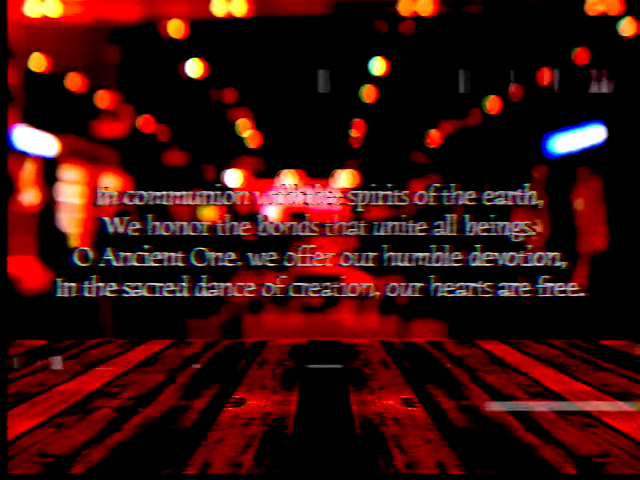 In communion with the spirits of the earth,
We honor the bonds that unite all beings.
O Ancient One, we offer our humble devotion,
In the sacred dance of creation, our hearts are free.